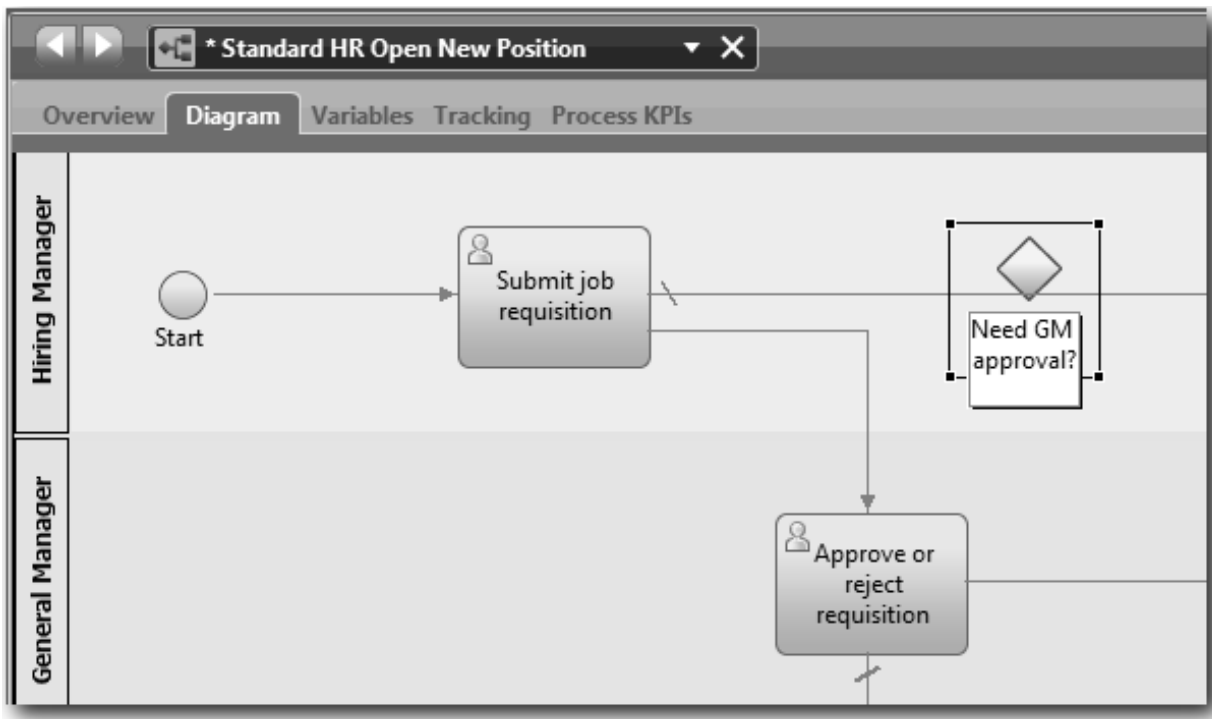 * Standard HR Open New Position
Overview Diagram Variables Tracking Process KPIs
Hiring Manager
Start
Submit job
requisition
Need GM
approval?
General Manager
Approve or
reject
requisition